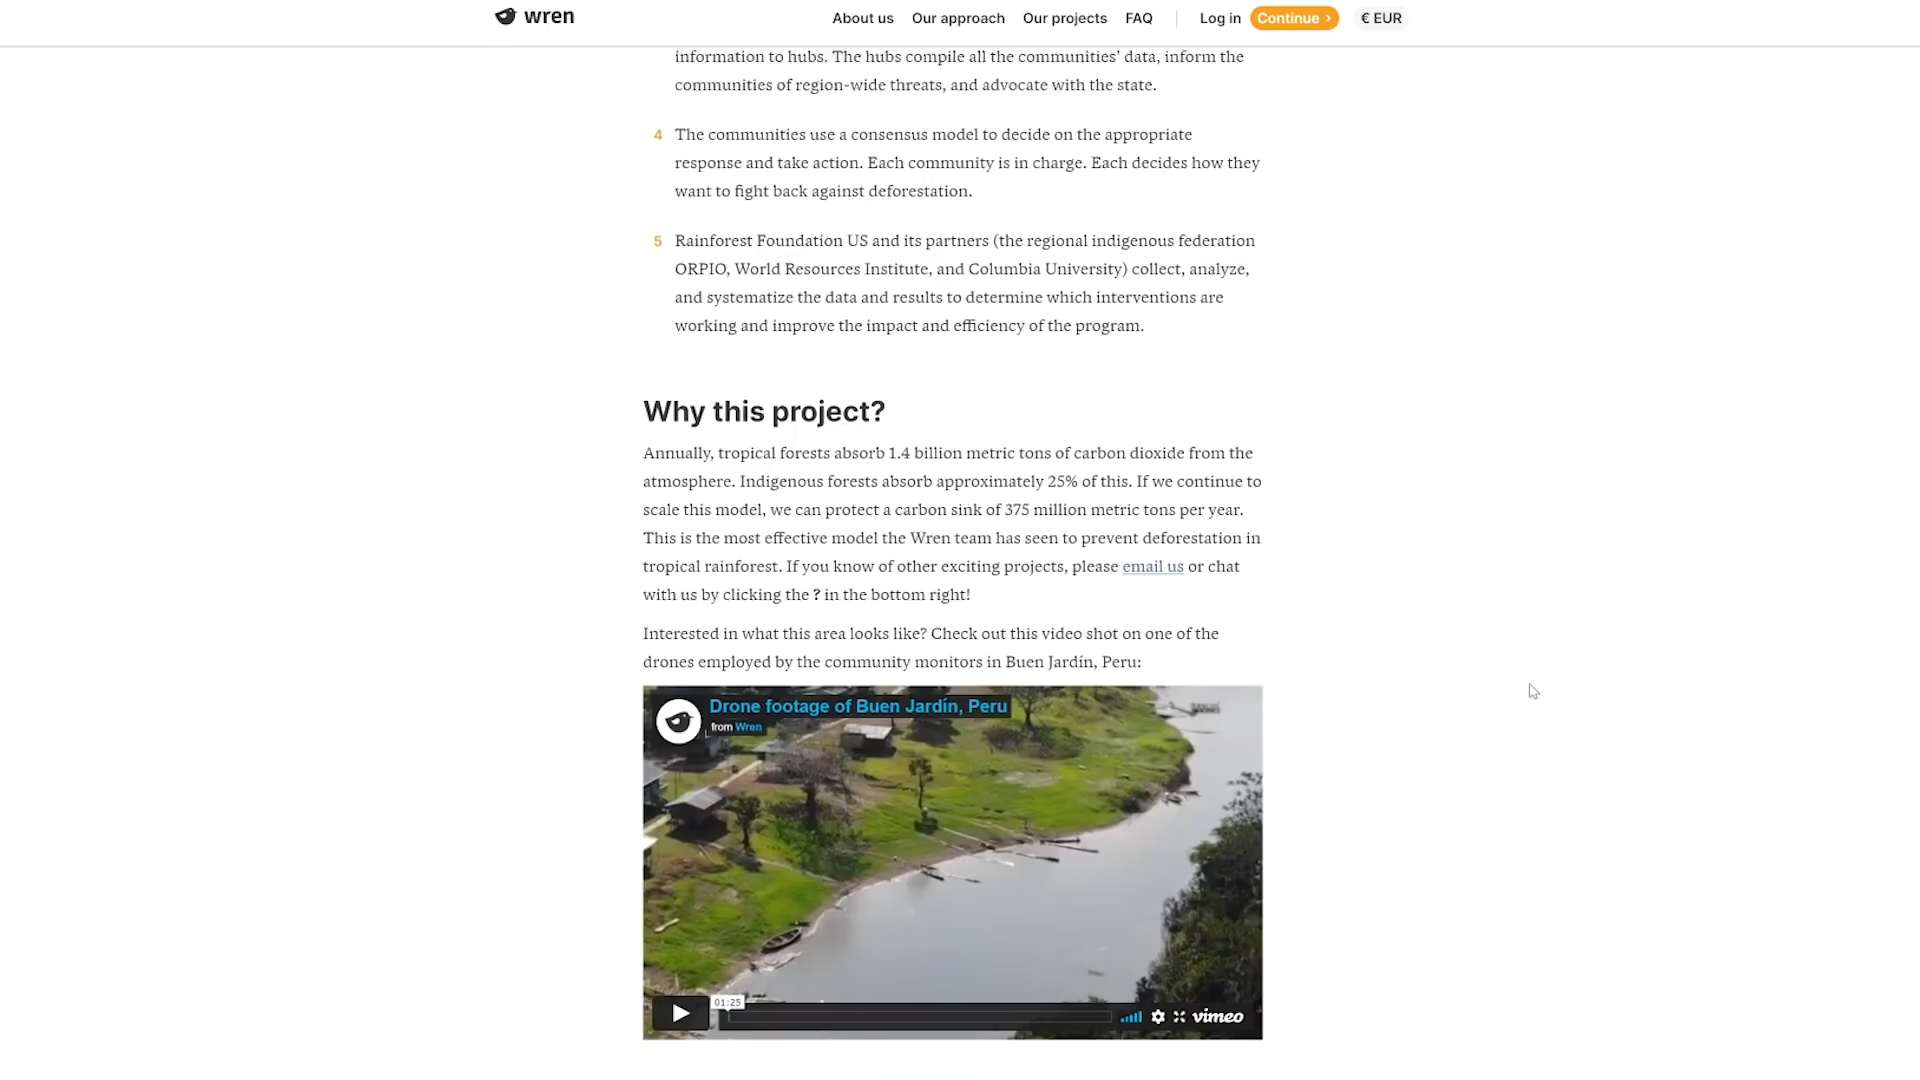 wren
About us Our approach Our projects FAQ Log in Continue › € EUR
information to hubs. The hubs compile all the communities’ data, inform the
communities of region-wide threats, and advocate with the state.
4 The communities use a consensus model to decide on the appropriate
response and take action. Each community is in charge. Each decides how they
want to fight back against deforestation.
5 Rainforest Foundation US and its partners (the regional indigenous federation
ORPIO, World Resources Institute, and Columbia University) collect, analyze,
and systematize the data and results to determine which interventions are
working and improve the impact and efficiency of the program.
Why this project?
Annually, tropical forests absorb 1.4 billion metric tons of carbon dioxide from the
atmosphere. Indigenous forests absorb approximately 25% of this. If we continue to
scale this model, we can protect a carbon sink of 375 million metric tons per year.
This is the most effective model the Wren team has seen to prevent deforestation in
tropical rainforest. If you know of other exciting projects, please email us or chat
with us by clicking the ? in the bottom right!
Interested in what this area looks like? Check out this video shot on one of the
drones employed by the community monitors in Buen Jardín, Peru:
Drone footage of Buen Jardín, Peru
from Wren
01:25
vimeo